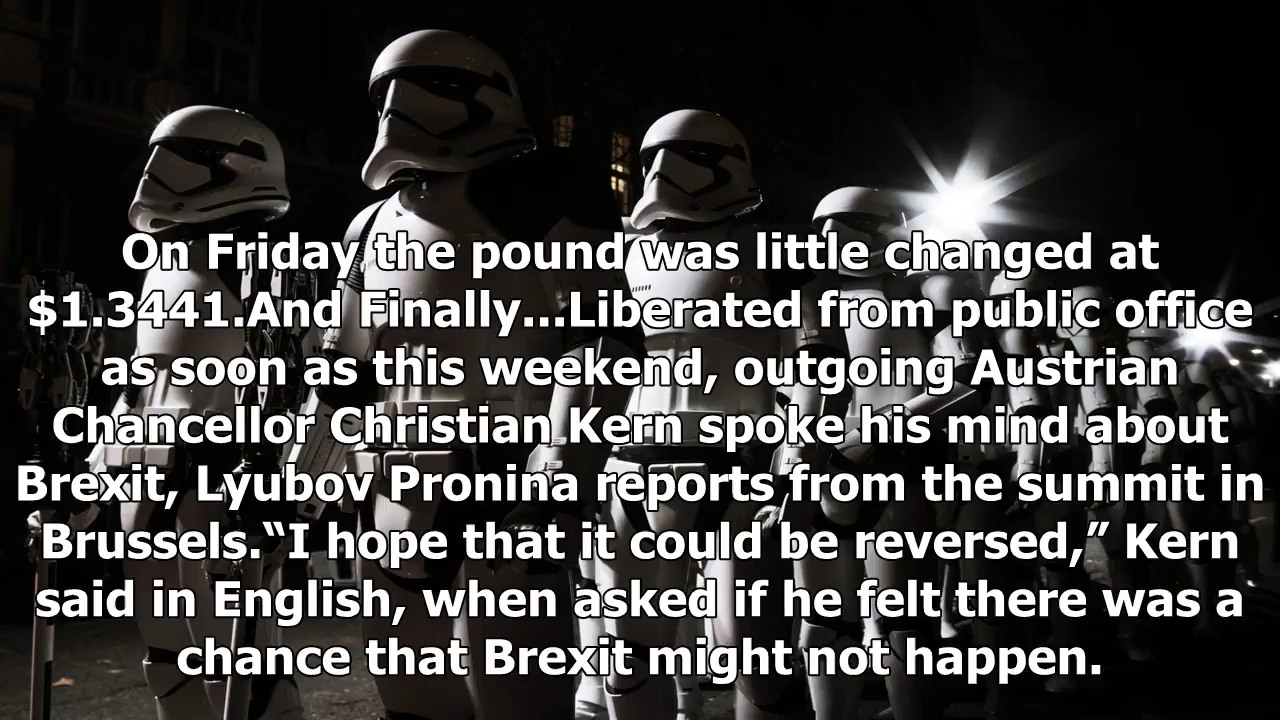 On Friday the pound was little changed at
$1.3441.And Finally...Liberated from public office
as soon as this weekend, outgoing Austrian
Chancellor Christian Kern spoke his mind about
Brexit, Lyubov Pronina reports from the summit in
Brussels.“I hope that it could be reversed,” Kern
said in English, when asked if he felt there was a
chance that Brexit might not happen.